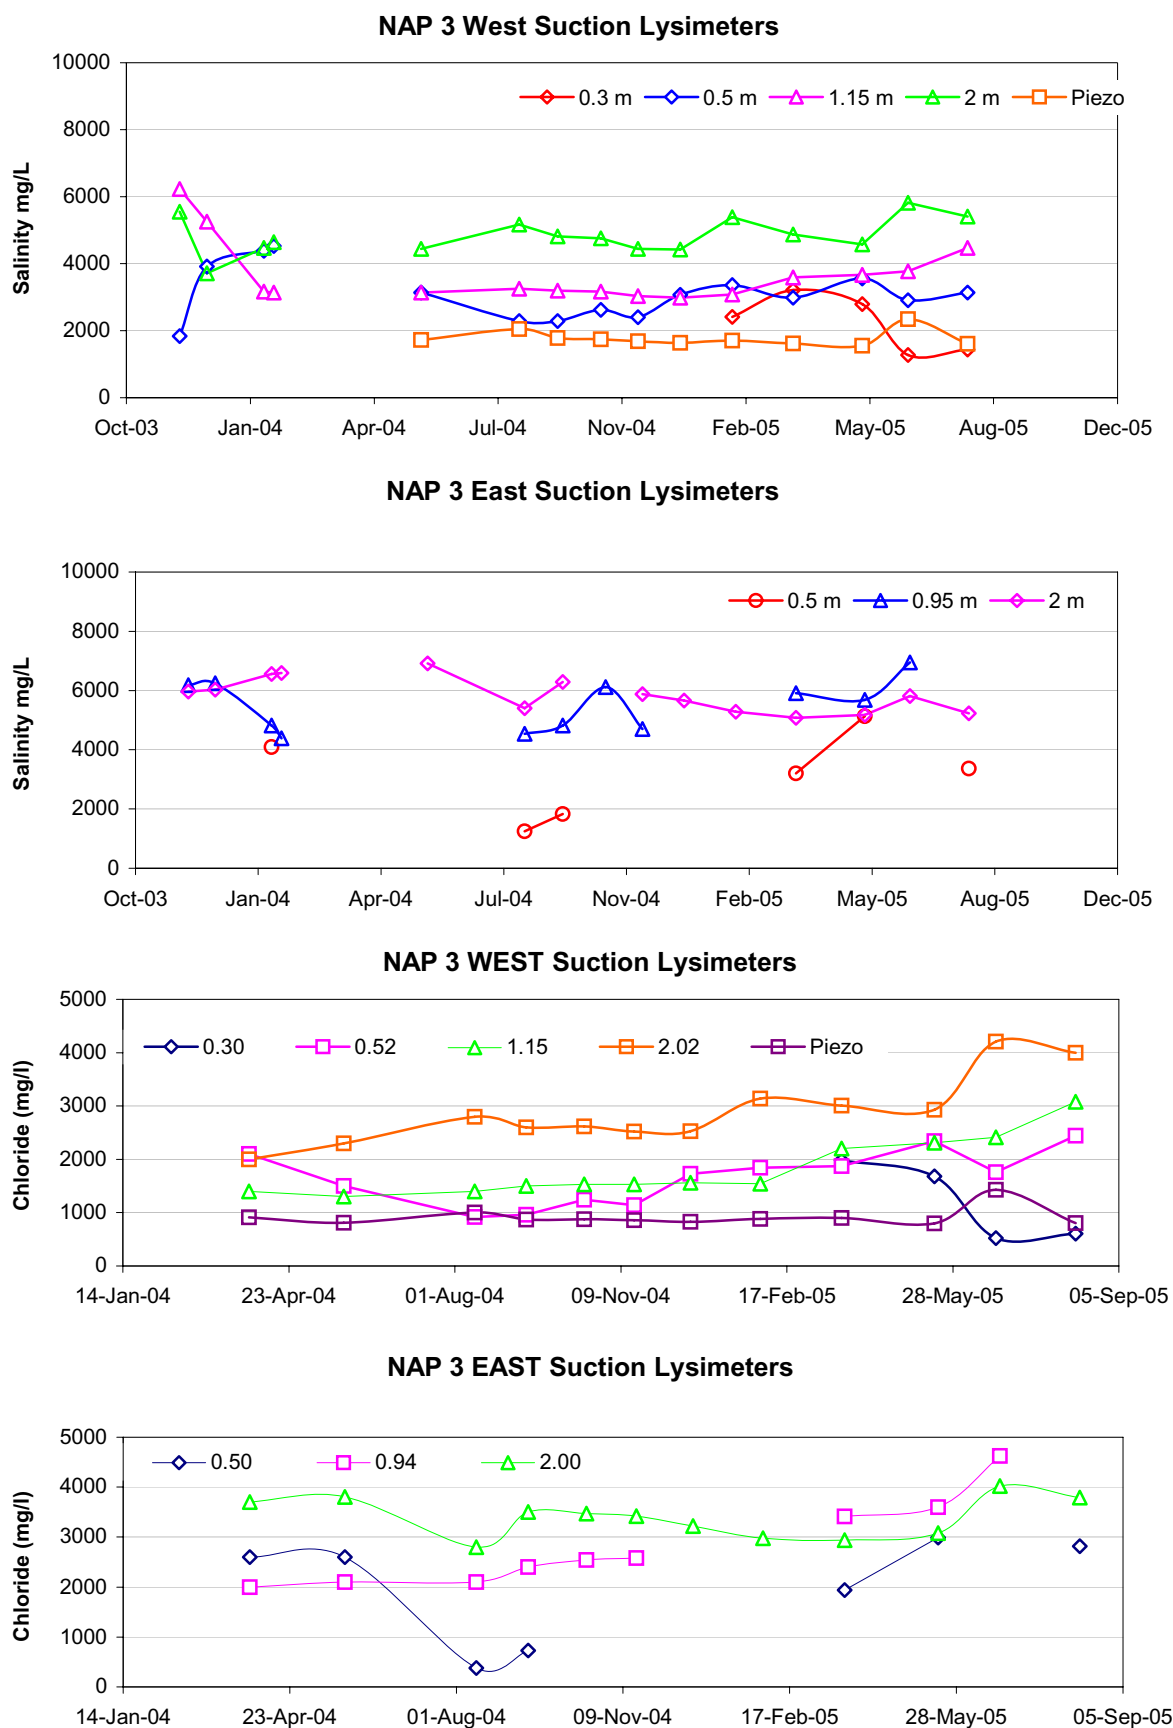 NAP 3 West Suction Lysimeters
10000
0.3 m 0.5 m 1.15 m 2 m Piezo
8000
6000
Salinity mg/L
4000
2000
0
Oct-03 Jan-04 Apr-04 Jul-04 Nov-04 Feb-05 May-05 Aug-05 Dec-05
NAP 3 East Suction Lysimeters
10000
0.5 m 0.95 m 2 m
8000
6000
Salinity mg/L
4000
2000
0
Oct-03 Jan-04 Apr-04 Jul-04 Nov-04 Feb-05 May-05 Aug-05 Dec-05
NAP 3 WEST Suction Lysimeters
5000
0.30 0.52 1.15 2.02 Piezo
4000
3000
Chloride (mg/l)
2000
1000
0
14-Jan-04 23-Apr-04 01-Aug-04 09-Nov-04 17-Feb-05 28-May-05 05-Sep-05
NAP 3 EAST Suction Lysimeters
5000
0.50 0.94 2.00
4000
3000
Chloride (mg/l)
2000
1000
0
14-Jan-04 23-Apr-04 01-Aug-04 09-Nov-04 17-Feb-05 28-May-05 05-Sep-05